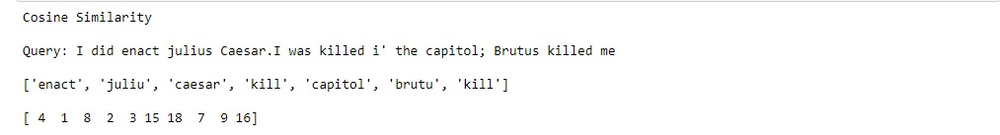 Cosine Similarity
Query: I did enact julius Caesar.I was killed i' the capitol; Brutus killed me
['enact', 'juliu', 'caesar', 'kill', 'capitol', 'brutu', 'kill']
[ 4  1  8  2  3 15 18  7  9 16]